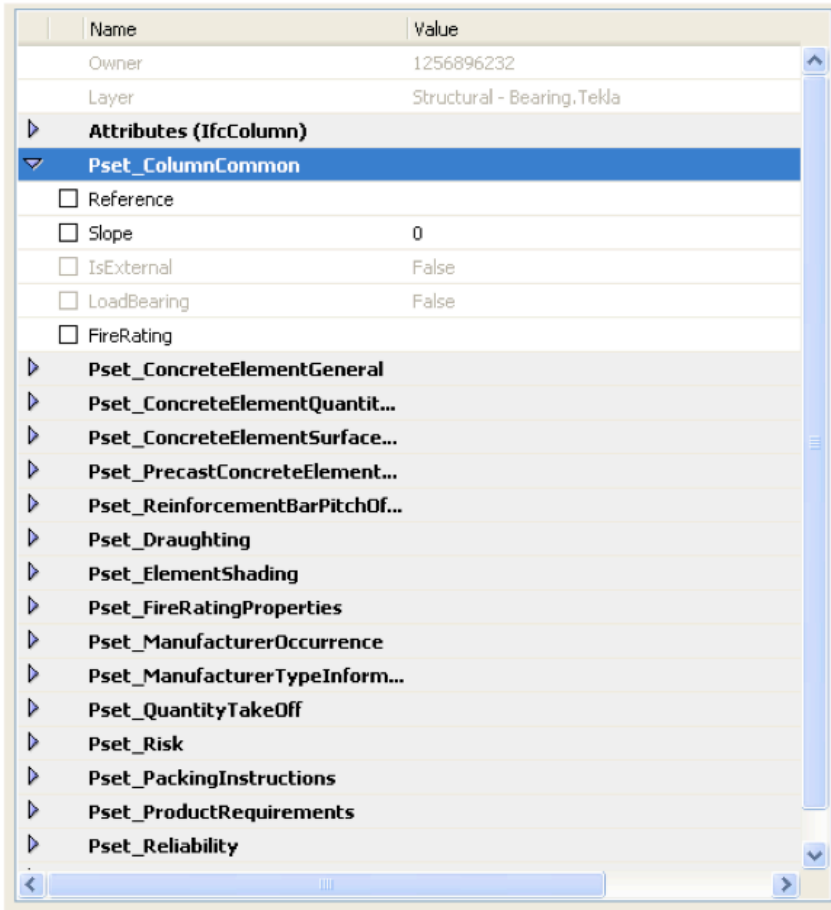 Name Value
Owner 1256896232
Layer Structural - Bearing.Tekla
Attributes (IfcColumn)
Pset_ColumnCommon
Reference
Slope 0
IsExternal False
LoadBearing False
FireRating
Pset_ConcreteElementGeneral
Pset_ConcreteElementQuantit...
Pset_ConcreteElementSurface...
Pset_PrecastConcreteElement...
Pset_ReinforcementBarPitchOf...
Pset_Draughting
Pset_ElementShading
Pset_FireRatingProperties
Pset_ManufacturerOccurrence
Pset_ManufacturerTypeInform...
Pset_QuantityTakeOff
Pset_Risk
Pset_PackingInstructions
Pset_ProductRequirements
Pset_Reliability